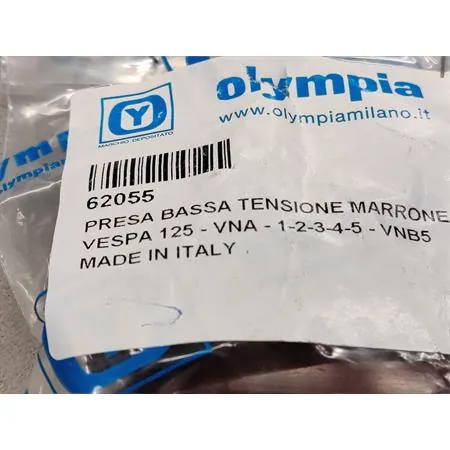 olympia
www.olympiamilano.it
Y
MARCHIO DEPOSITATO
62055
PRESA BASSA TENSIONE MARRONE
VESPA 125 - VNA - 1-2-3-4-5 - VNB5
MADE IN ITALY
olympia